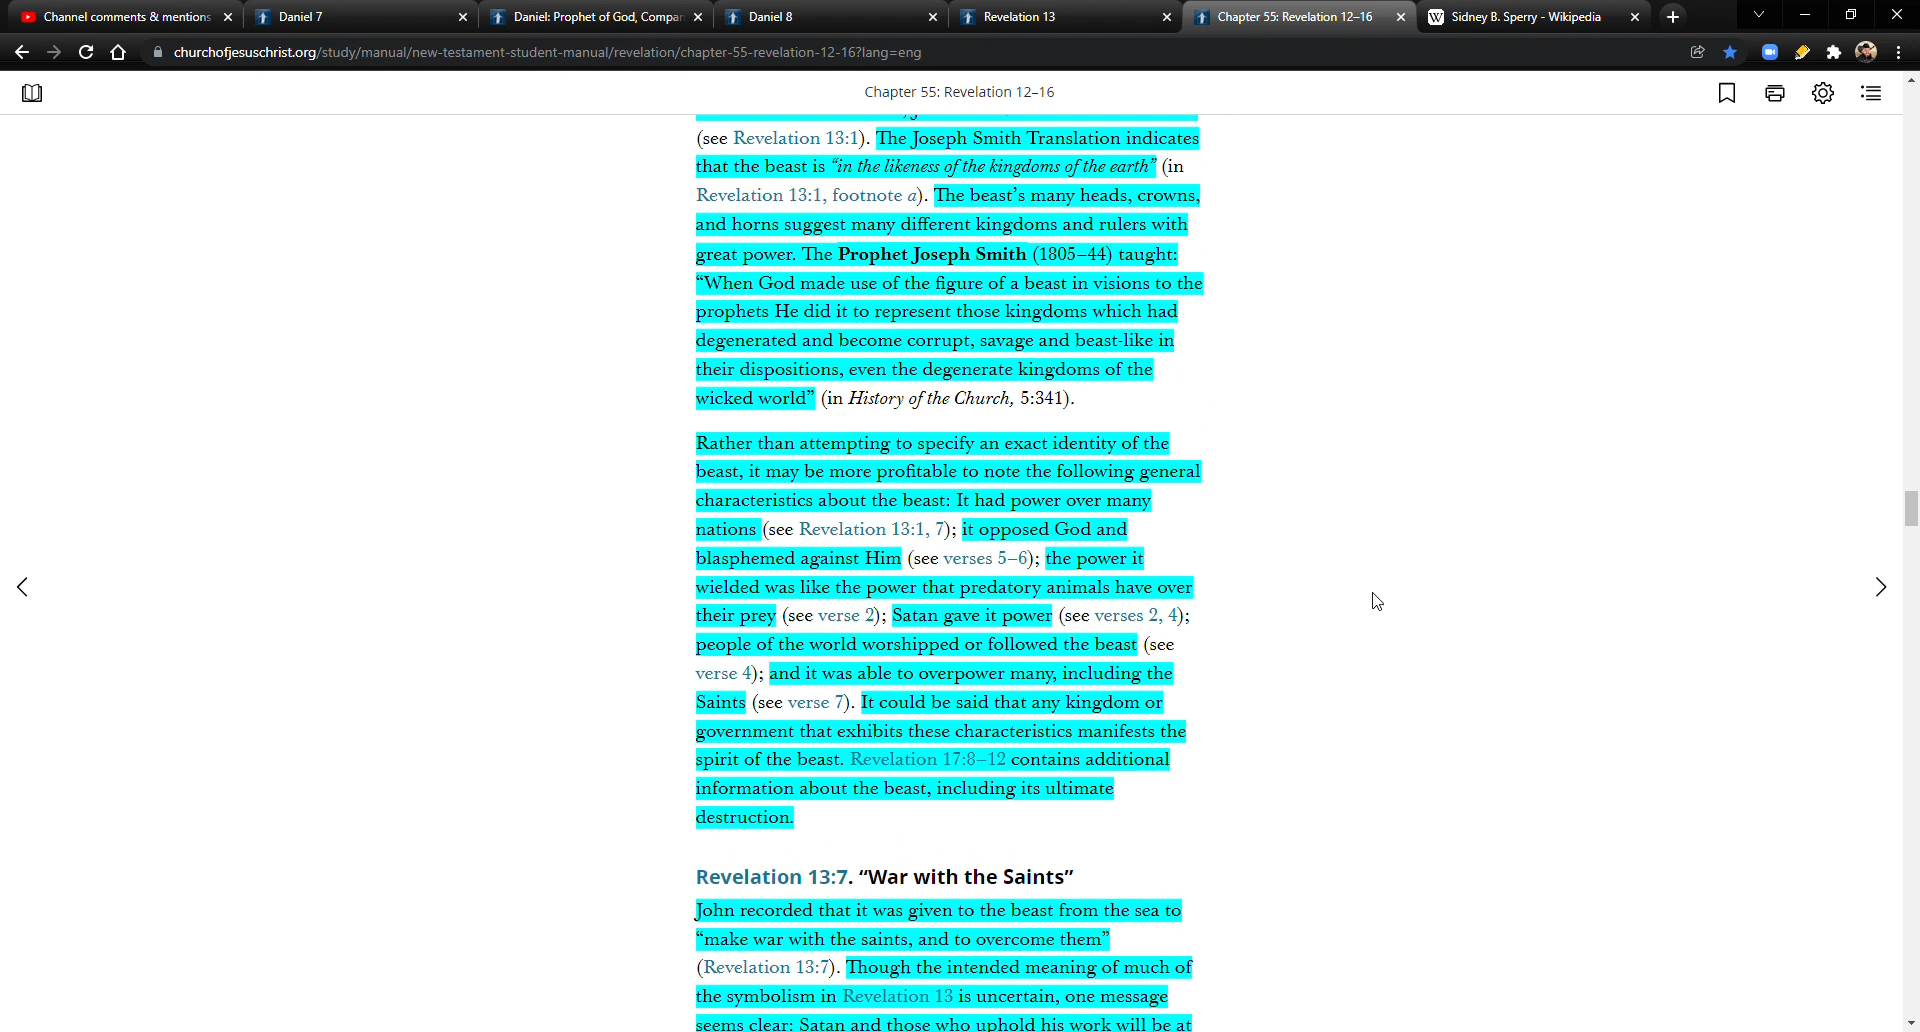 Channel comments & mentions
Daniel 7
Daniel: Prophet of God, Compan
Daniel 8
Revelation 13
Chapter 55: Revelation 12–16
Sidney B. Sperry - Wikipedia
churchofjesuschrist.org/study/manual/new-testament-student-manual/revelation/chapter-55-revelation-12-16?lang=eng
Chapter 55: Revelation 12–16
(see Revelation 13:1). The Joseph Smith Translation indicates
that the beast is “in the likeness of the kingdoms of the earth” (in
Revelation 13:1, footnote a). The beast’s many heads, crowns,
and horns suggest many different kingdoms and rulers with
great power. The Prophet Joseph Smith (1805–44) taught:
“When God made use of the figure of a beast in visions to the
prophets He did it to represent those kingdoms which had
degenerated and become corrupt, savage and beast-like in
their dispositions, even the degenerate kingdoms of the
wicked world” (in History of the Church, 5:341).
Rather than attempting to specify an exact identity of the
beast, it may be more profitable to note the following general
characteristics about the beast: It had power over many
nations (see Revelation 13:1, 7); it opposed God and
blasphemed against Him (see verses 5–6); the power it
wielded was like the power that predatory animals have over
their prey (see verse 2); Satan gave it power (see verses 2, 4);
people of the world worshipped or followed the beast (see
verse 4); and it was able to overpower many, including the
Saints (see verse 7). It could be said that any kingdom or
government that exhibits these characteristics manifests the
spirit of the beast. Revelation 17:8–12 contains additional
information about the beast, including its ultimate
destruction.
Revelation 13:7. “War with the Saints”
John recorded that it was given to the beast from the sea to
“make war with the saints, and to overcome them”
(Revelation 13:7). Though the intended meaning of much of
the symbolism in Revelation 13 is uncertain, one message
seems clear: Satan and those who uphold his work will be at